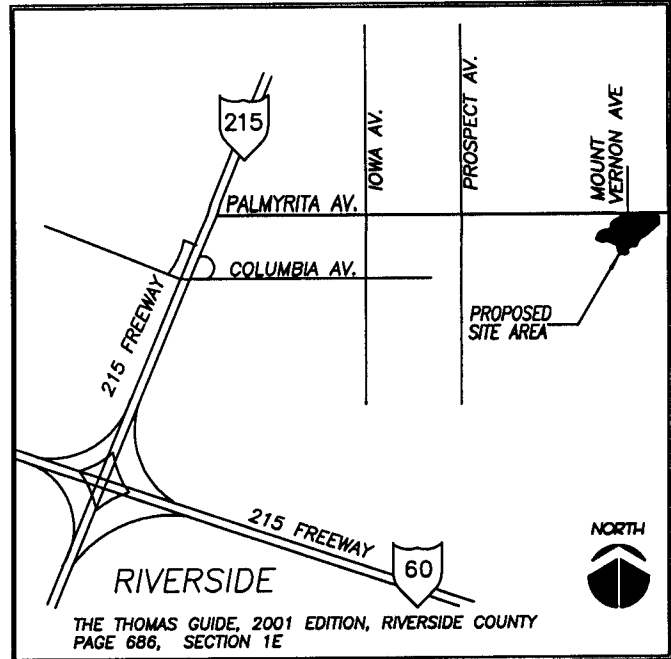 215
IOWA AV.
PROSPECT AV.
MOUNT
VERNON AVE
PALMYRITA AV.
COLUMBIA AV.
215 FREEWAY
PROPOSED
SITE AREA
215 FREEWAY
60
NORTH
RIVERSIDE
THE THOMAS GUIDE, 2001 EDITION, RIVERSIDE COUNTY
PAGE 686, SECTION 1E